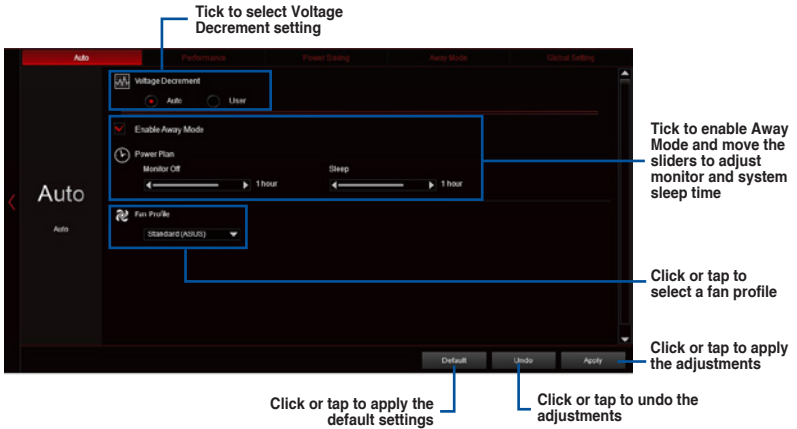 Tick to select Voltage
Decrement setting
Auto
Performance
Power Saving
Away Mode
Global Setting
Voltage Decrement
Auto
User
Enable Away Mode
Power Plan
Monitor Off
Sleep
1 hour
1 hour
Auto
Auto
Fan Profile
Standard (ASUS)
Tick to enable Away
Mode and move the
sliders to adjust
monitor and system
sleep time
Click or tap to
select a fan profile
Default
Undo
Apply
Click or tap to apply
the adjustments
Click or tap to apply the
default settings
Click or tap to undo the
adjustments